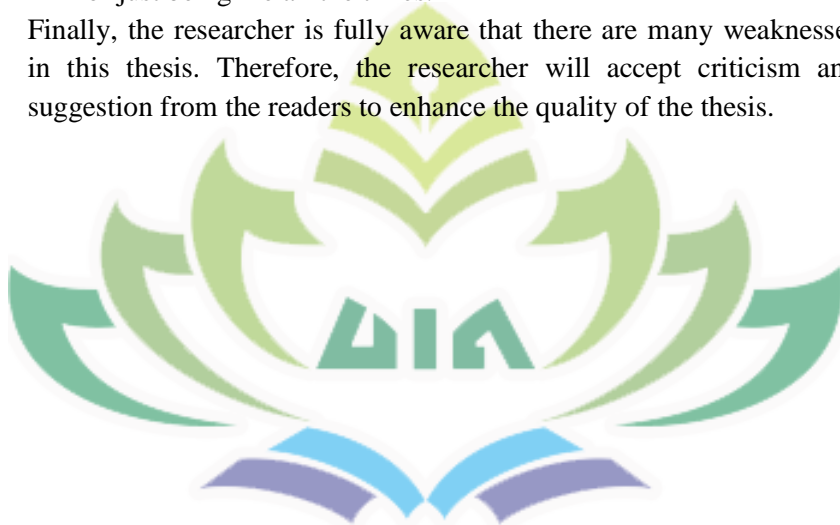 Finally, the researcher is fully aware that there are many weaknesse
in this thesis. Therefore, the researcher will accept criticism an
suggestion from the readers to enhance the quality of the thesis.
UIN